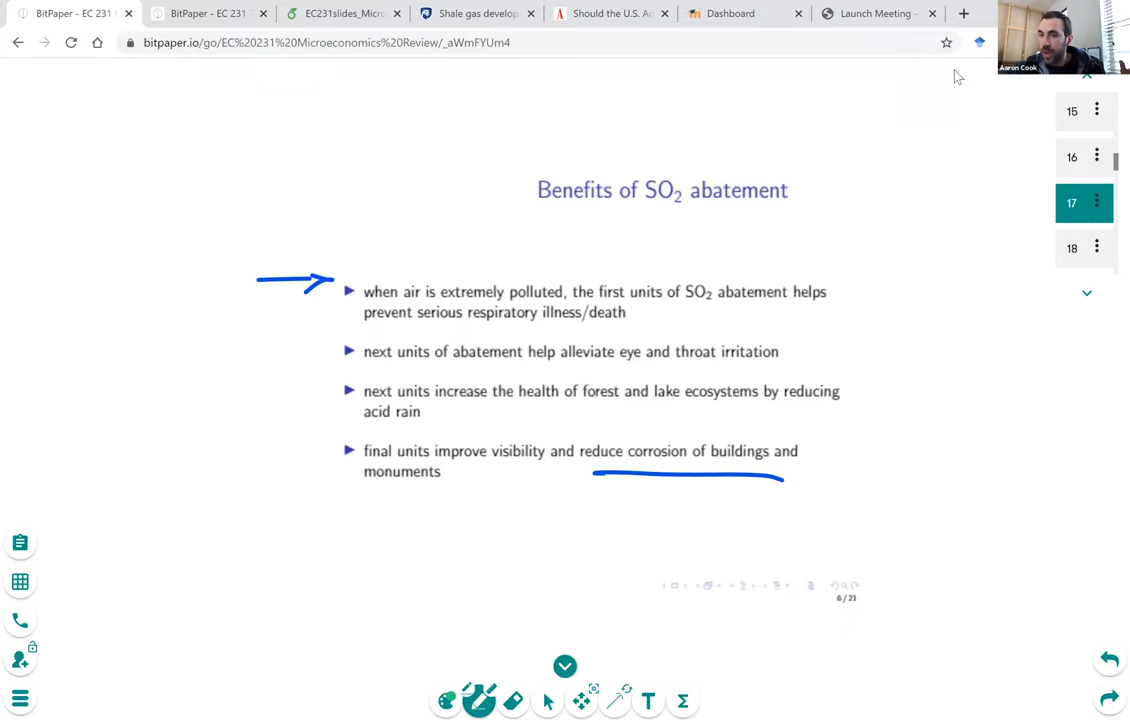 BitPaper - EC 231
BitPaper - EC 231
EC231slides_Micro
Shale gas develop
Should the U.S. A
Dashboard
Launch Meeting -
bitpaper.io/go/EC%20231%20Microeconomics%20Review/_aWmFYUm4
Aaron Cook
15
16
17
18
Benefits of SO2 abatement
when air is extremely polluted, the first units of SO2 abatement helps
prevent serious respiratory illness/death
next units of abatement help alleviate eye and throat irritation
next units increase the health of forest and lake ecosystems by reducing
acid rain
final units improve visibility and reduce corrosion of buildings and
monuments
6/21
T
Σ